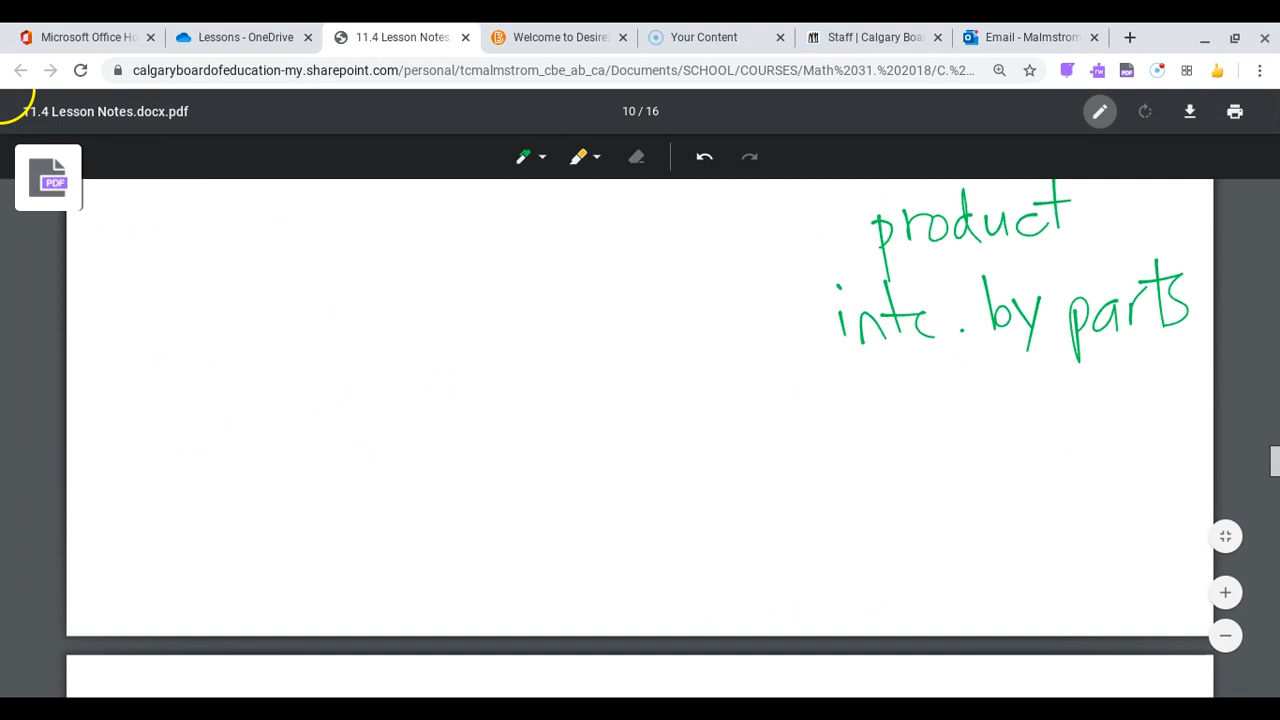 Microsoft Office Ho
Lessons - OneDrive
11.4 Lesson Notes.
Welcome to Desire2
Your Content
Staff | Calgary Boa
Email - Malmstrom
calgaryboardofeducation-my.sharepoint.com/personal/tcmalmstrom_cbe_ab_ca/Documents/SCHOOL/COURSES/Math%2031.%202018/C.%2...
11.4 Lesson Notes.docx.pdf
10 / 16
PDF
product
inte . by parts